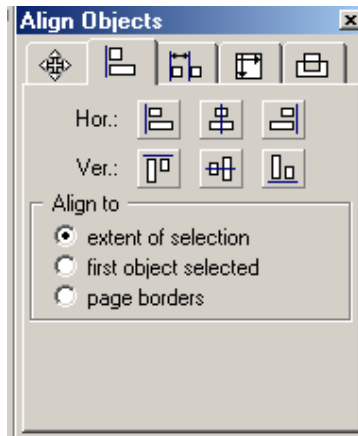 Align Objects
Hor.:
Ver.:
Align to
extent of selection
first object selected
page borders